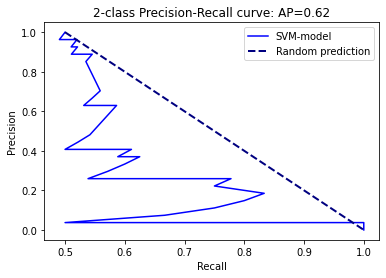 2-class Precision-Recall curve: AP=0.62
SVM-model
Random prediction
Precision
1.0
0.8
0.6
0.4
0.2
0.0
0.5
0.6
0.7
0.8
0.9
1.0
Recall